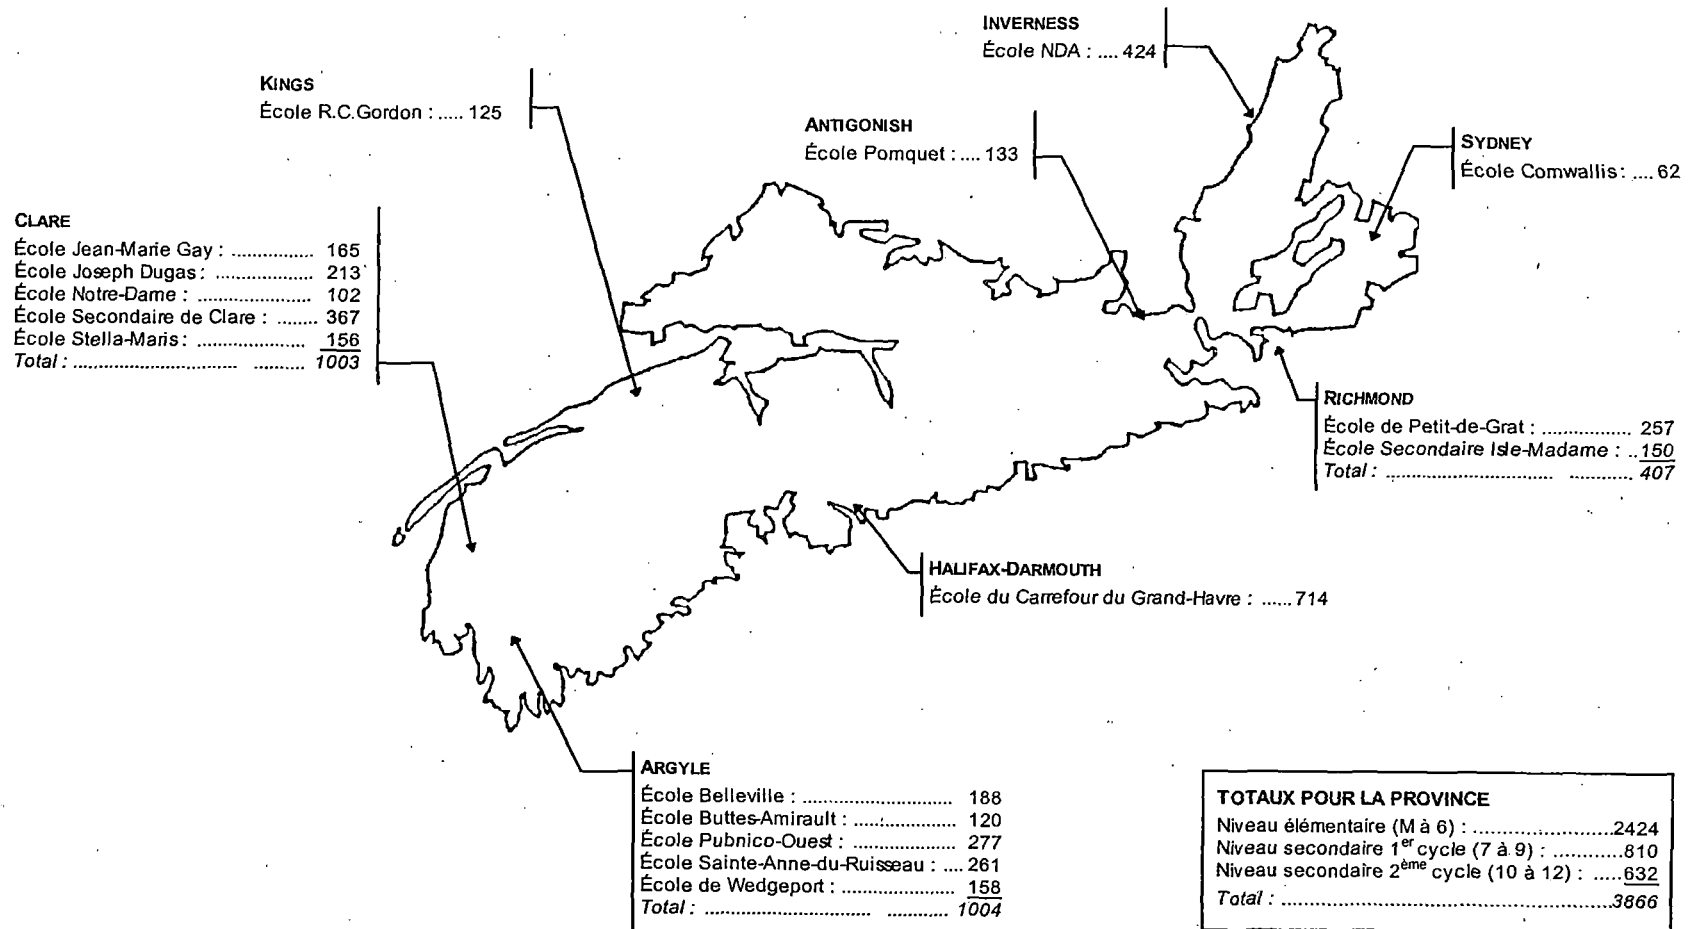 INVERNESS
École NDA : .... 424
KINGS
École R.C.Gordon : ..... 125
ANTIGONISH
École Pomquet : .... 133
SYDNEY
École Cornwallis : .... 62
CLARE
École Jean-Marie Gay : ............... 165
École Joseph Dugas : .................. 213
École Notre-Dame : ..................... 102
École Secondaire de Clare : ........ 367
École Stella-Maris : .................... 156
Total : .............................. .......... 1003
RICHMOND
École de Petit-de-Grat : ................ 257
École Secondaire Isle-Madame : .. 150
Total : .............................. ............ 407
HALIFAX-DARMOUTH
École du Carrefour du Grand-Havre : ...... 714
ARGYLE
École Belleville : ........................... 188
École Buttes-Amirault : ................... 120
École Pubnico-Ouest : ................... 277
École Sainte-Anne-du-Ruisseau : .... 261
École de Wedgeport : ..................... 158
Total : .............................. ........... 1004
TOTAUX POUR LA PROVINCE
Niveau élémentaire (M à 6) : .......................... 2424
Niveau secondaire 1er cycle (7 à 9) : ............ 810
Niveau secondaire 2ème cycle (10 à 12) : ..... 632
Total : ............................................................ 3866